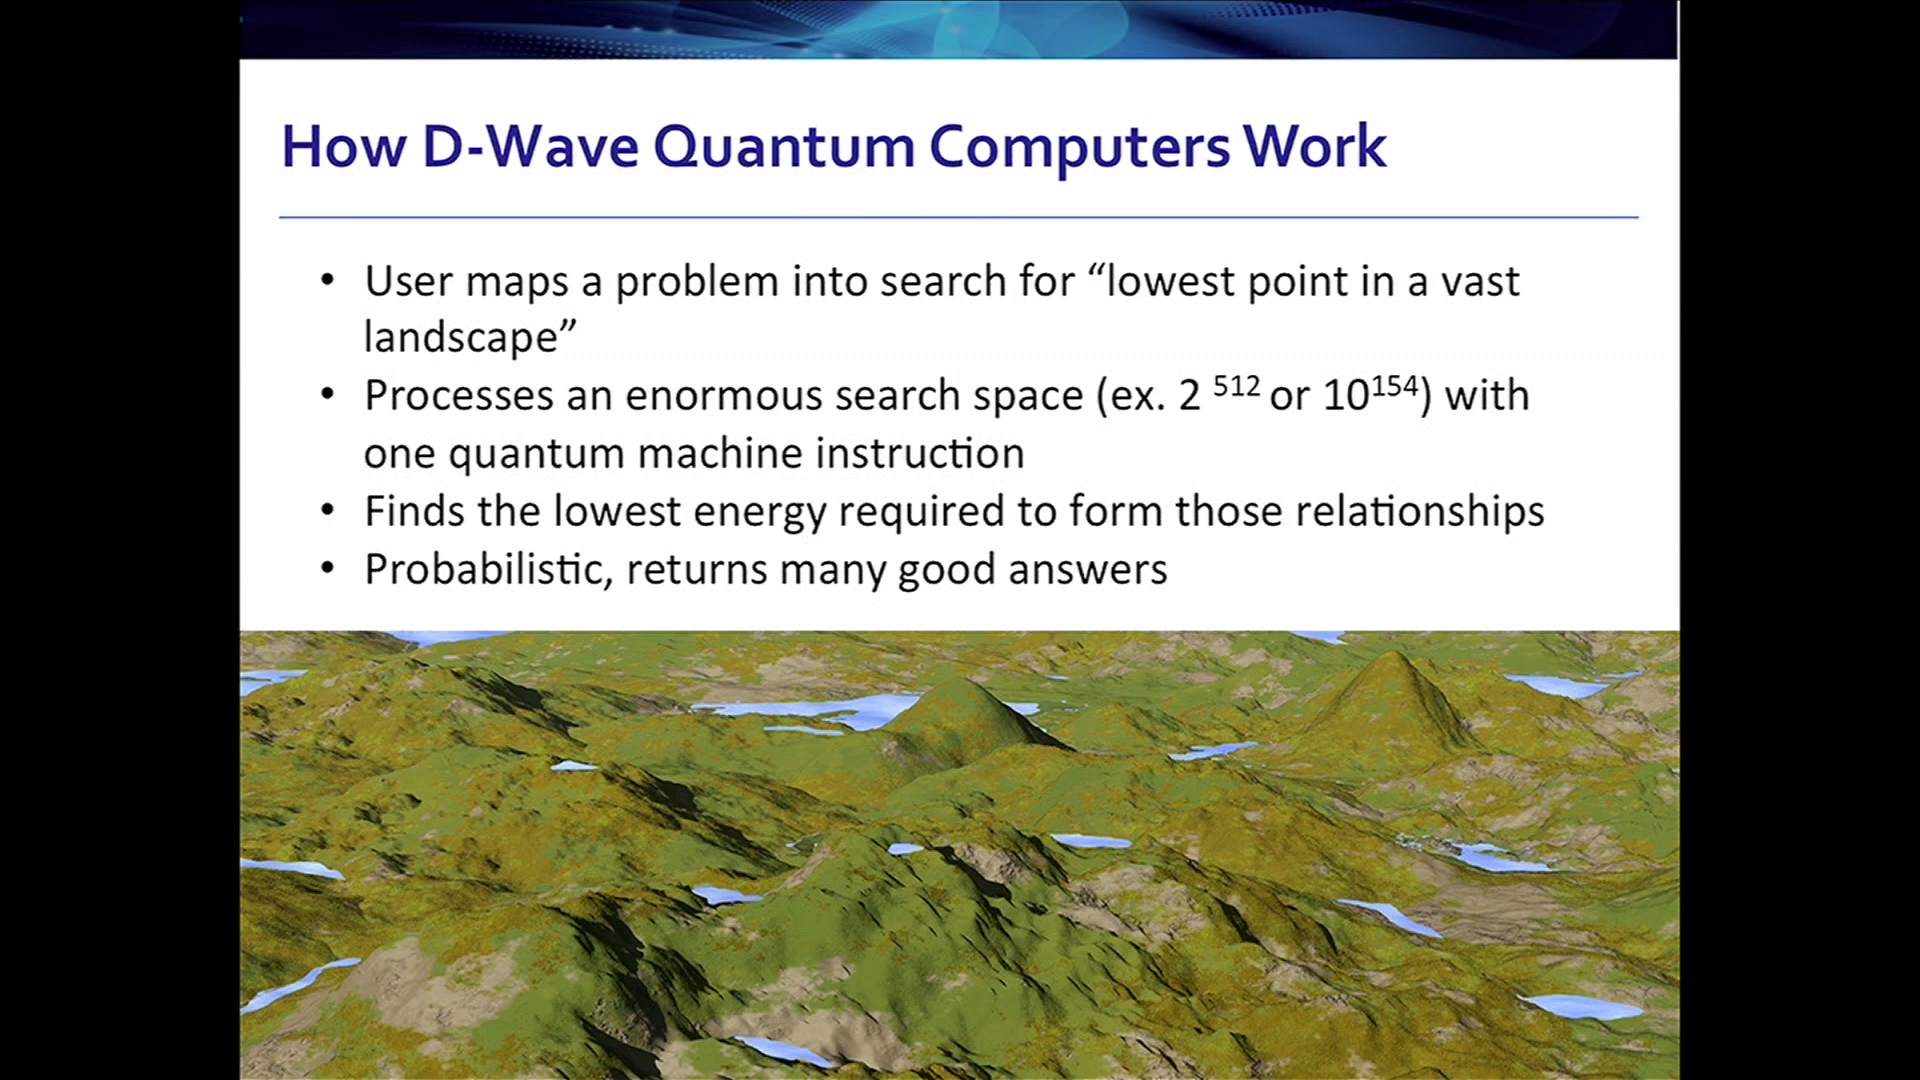 How D-Wave Quantum Computers Work
• User maps a problem into search for “lowest point in a vast
landscape”
• Processes an enormous search space (ex. 2 ⁵¹² or 10¹⁵⁴) with
one quantum machine instruction
• Finds the lowest energy required to form those relationships
• Probabilistic, returns many good answers